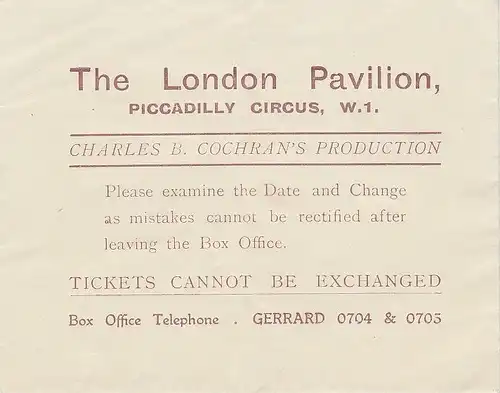 The London Pavilion,
PICCADILLY CIRCUS, W.1.
CHARLES B. COCHRAN'S PRODUCTION
Please examine the Date and Change
as mistakes cannot be rectified after
leaving the Box Office.
TICKETS CANNOT BE EXCHANGED
Box Office Telephone . GERRARD 0704 & 0705